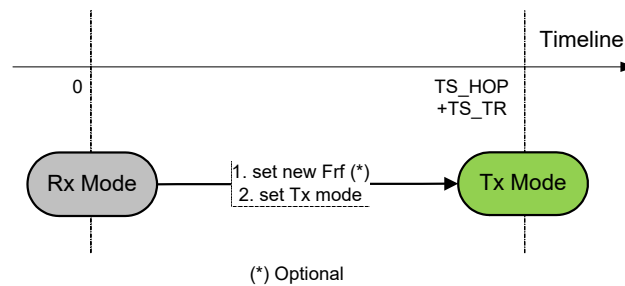 Timeline
0
TS_HOP
+TS_TR
Rx Mode
1. set new Frf (*)
2. set Tx mode
Tx Mode
(*) Optional